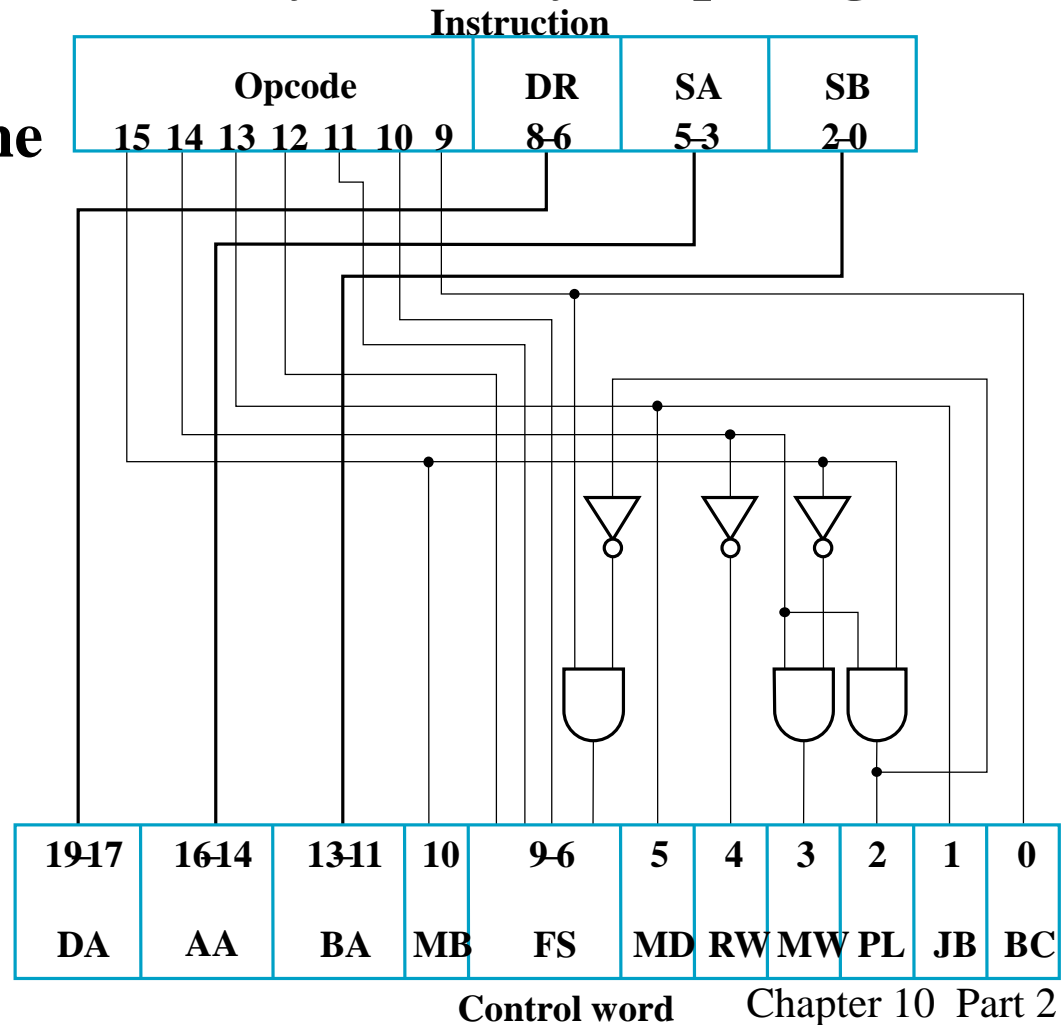 Instruction
Opcode DR SA SB
15 14 13 12 11 10 9 8-6 5-3 2-0
19-17 16-14 13-11 10 9-6 5 4 3 2 1 0
DA AA BA MB FS MD RW MW PL JB BC
Control word
Chapter 10 Part 2